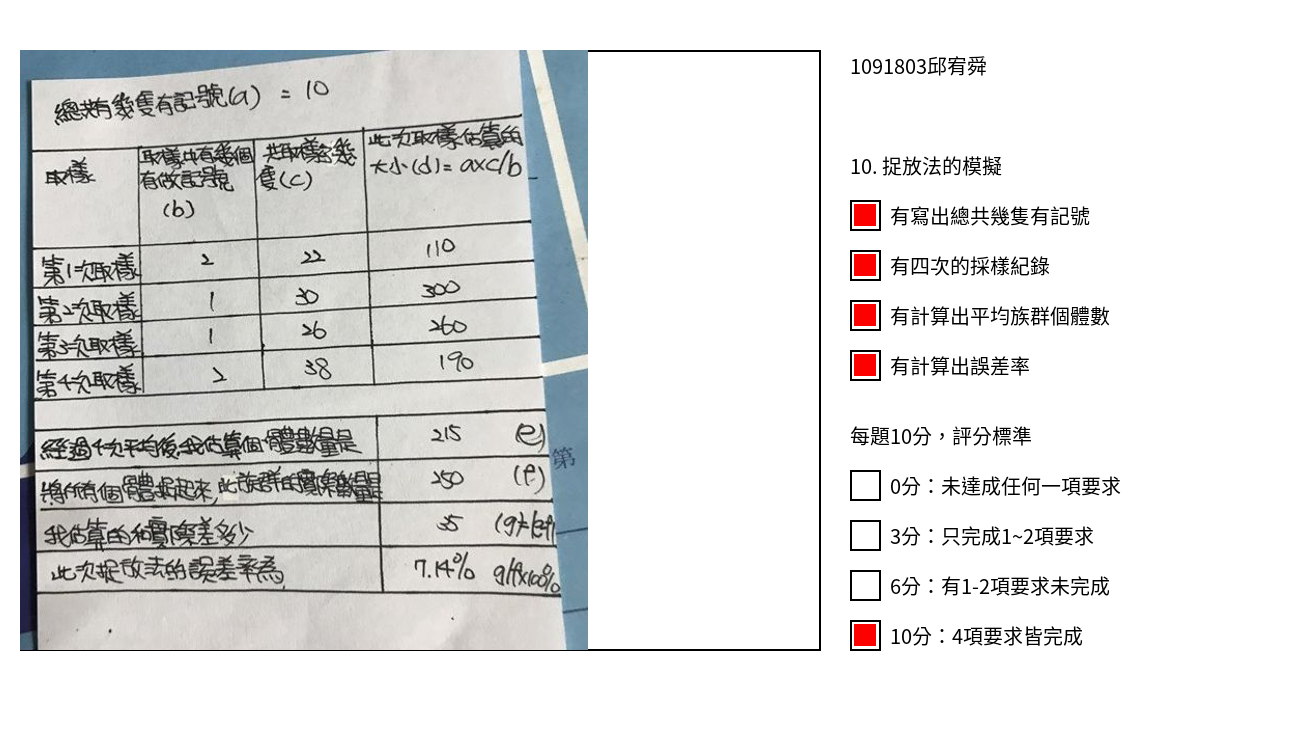 總共有幾隻有記號(a) = 10
取樣
取樣中有幾個有做記號(b)
共取樣多幾隻(c)
此次取樣估算的大小(d)= a×c/b
第1次取樣 2 22 110
第2次取樣 1 30 300
第3次取樣 1 26 260
第4次取樣 2 38 190
經過4次平均後,我估算個體數量是 215 (e)
將所有個體捉起來,此族群的實際數量是 250 (f)
我估算的和實際差多少 35 (g)=|e-f|
此次捉放法的誤差率為 7.14% g/f×100%
第
1091803邱宥舜
10. 捉放法的模擬
有寫出總共幾隻有記號
有四次的採樣紀錄
有計算出平均族群個體數
有計算出誤差率
每題10分，評分標準
0分：未達成任何一項要求
3分：只完成1~2項要求
6分：有1-2項要求未完成
10分：4項要求皆完成